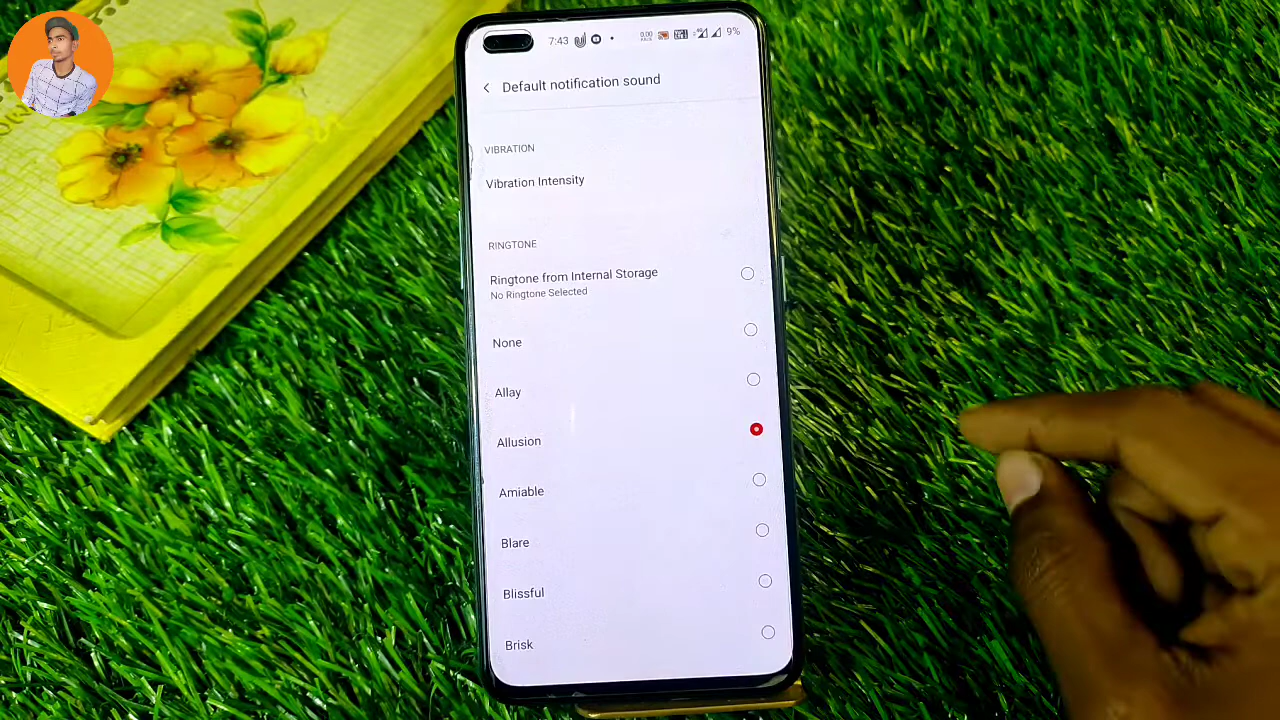 7:43
9%
Default notification sound
VIBRATION
Vibration Intensity
RINGTONE
Ringtone from Internal Storage
No Ringtone Selected
None
Allay
Allusion
Amiable
Blare
Blissful
Brisk